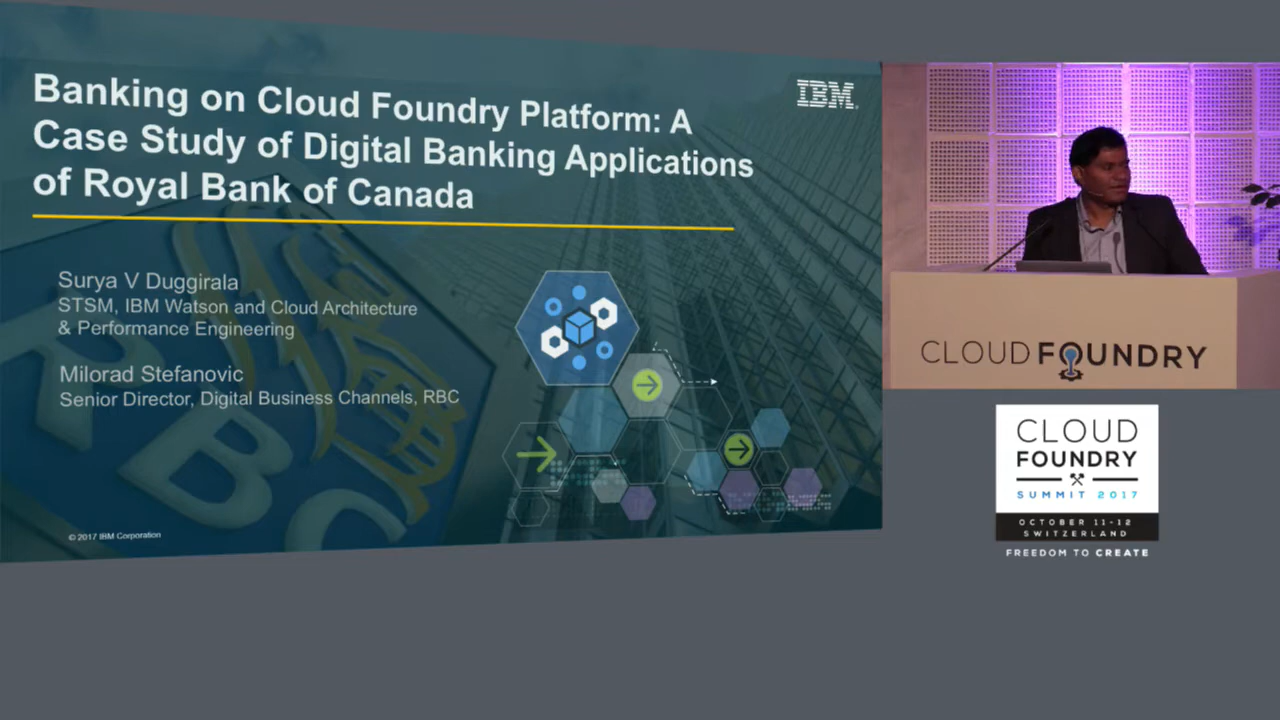 Banking on Cloud Foundry Platform: A
Case Study of Digital Banking Applications
of Royal Bank of Canada
IBM
Surya V Duggirala
STSM, IBM Watson and Cloud Architecture
& Performance Engineering
Milorad Stefanovic
Senior Director, Digital Business Channels, RBC
RBC
© 2017 IBM Corporation
CLOUD FOUNDRY
CLOUD
FOUNDRY
SUMMIT 2017
OCTOBER 11-12
SWITZERLAND
FREEDOM TO CREATE